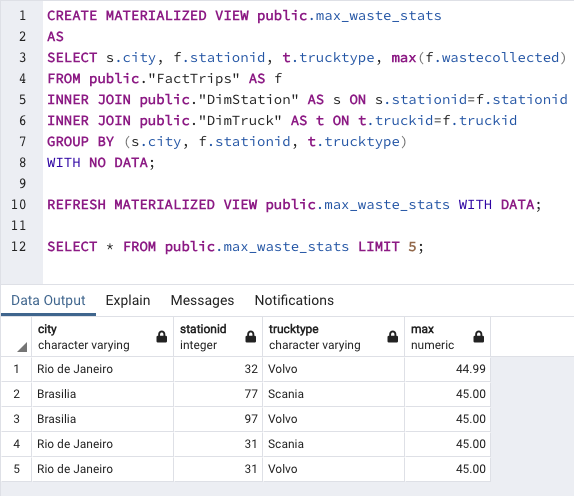 1 CREATE MATERIALIZED VIEW public.max_waste_stats
2 AS
3 SELECT s.city, f.stationid, t.trucktype, max(f.wastecollected)
4 FROM public."FactTrips" AS f
5 INNER JOIN public."DimStation" AS s ON s.stationid=f.stationid
6 INNER JOIN public."DimTruck" AS t ON t.truckid=f.truckid
7 GROUP BY (s.city, f.stationid, t.trucktype)
8 WITH NO DATA;
9
10 REFRESH MATERIALIZED VIEW public.max_waste_stats WITH DATA;
11
12 SELECT * FROM public.max_waste_stats LIMIT 5;
Data Output Explain Messages Notifications
city stationid trucktype max
character varying integer character varying numeric
1 Rio de Janeiro 32 Volvo 44.99
2 Brasilia 77 Scania 45.00
3 Brasilia 97 Volvo 45.00
4 Rio de Janeiro 31 Scania 45.00
5 Rio de Janeiro 31 Volvo 45.00